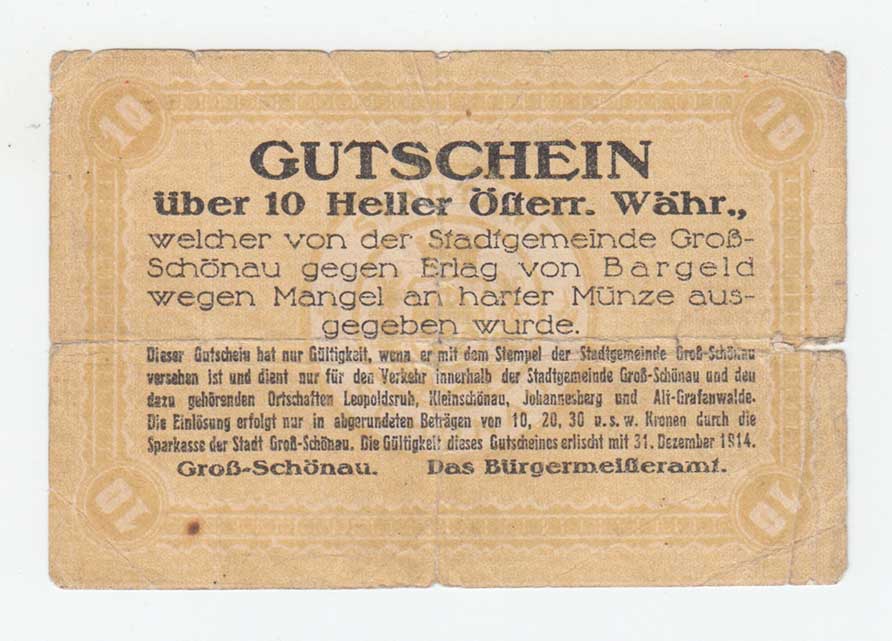 10 10
GUTSCHEIN
über 10 Heller Österr. Währ.,
welcher von der Stadtgemeinde Groß-
Schönau gegen Erlag von Bargeld
wegen Mangel an harter Münze aus-
gegeben wurde.
Dieser Gutschein hat nur Gültigkeit, wenn er mit dem Stempel der Stadtgemeinde Groß-Schönau
versehen ist und dient nur für den Verkehr innerhalb der Stadtgemeinde Groß-Schönau und den
dazu gehörenden Ortschaften Leopoldsruh, Kleinschönau, Johannesberg und Alt-Grafenwalde.
Die Einlösung erfolgt nur in abgerundeten Beträgen von 10, 20, 30 u. s. w. Kronen durch die
Sparkasse der Stadt Groß-Schönau. Die Gültigkeit dieses Gutscheines erlischt mit 31. Dezember 1914.
Groß-Schönau. Das Bürgermeisteramt.
10 10